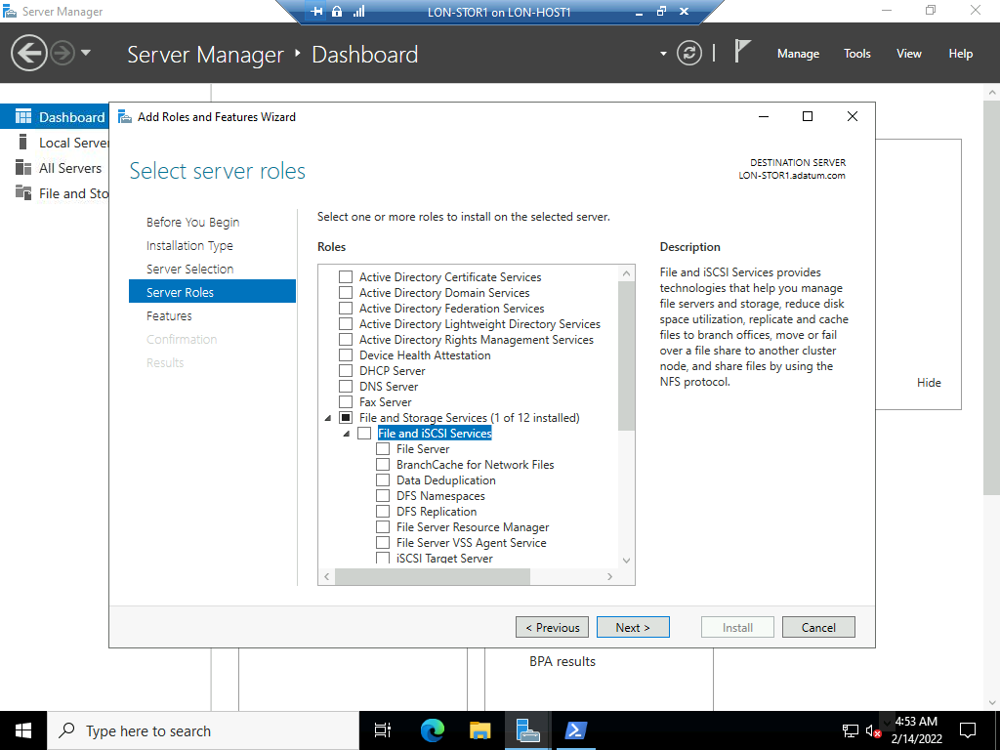 Server Manager
LON-STOR1 on LON-HOST1
Server Manager
Dashboard
Manage
Tools
View
Help
Dashboard
Local Server
All Servers
File and Sto
Add Roles and Features Wizard
Select server roles
DESTINATION SERVER
LON-STOR1.adatum.com
Before You Begin
Installation Type
Server Selection
Server Roles
Features
Confirmation
Results
Select one or more roles to install on the selected server.
Roles
Active Directory Certificate Services
Active Directory Domain Services
Active Directory Federation Services
Active Directory Lightweight Directory Services
Active Directory Rights Management Services
Device Health Attestation
DHCP Server
DNS Server
Fax Server
File and Storage Services (1 of 12 installed)
File and iSCSI Services
File Server
BranchCache for Network Files
Data Deduplication
DFS Namespaces
DFS Replication
File Server Resource Manager
File Server VSS Agent Service
iSCSI Target Server
Description
File and iSCSI Services provides
technologies that help you manage
file servers and storage, reduce disk
space utilization, replicate and cache
files to branch offices, move or fail
over a file share to another cluster
node, and share files by using the
NFS protocol.
Hide
< Previous
Next >
Install
Cancel
BPA results
Type here to search
4:53 AM
2/14/2022